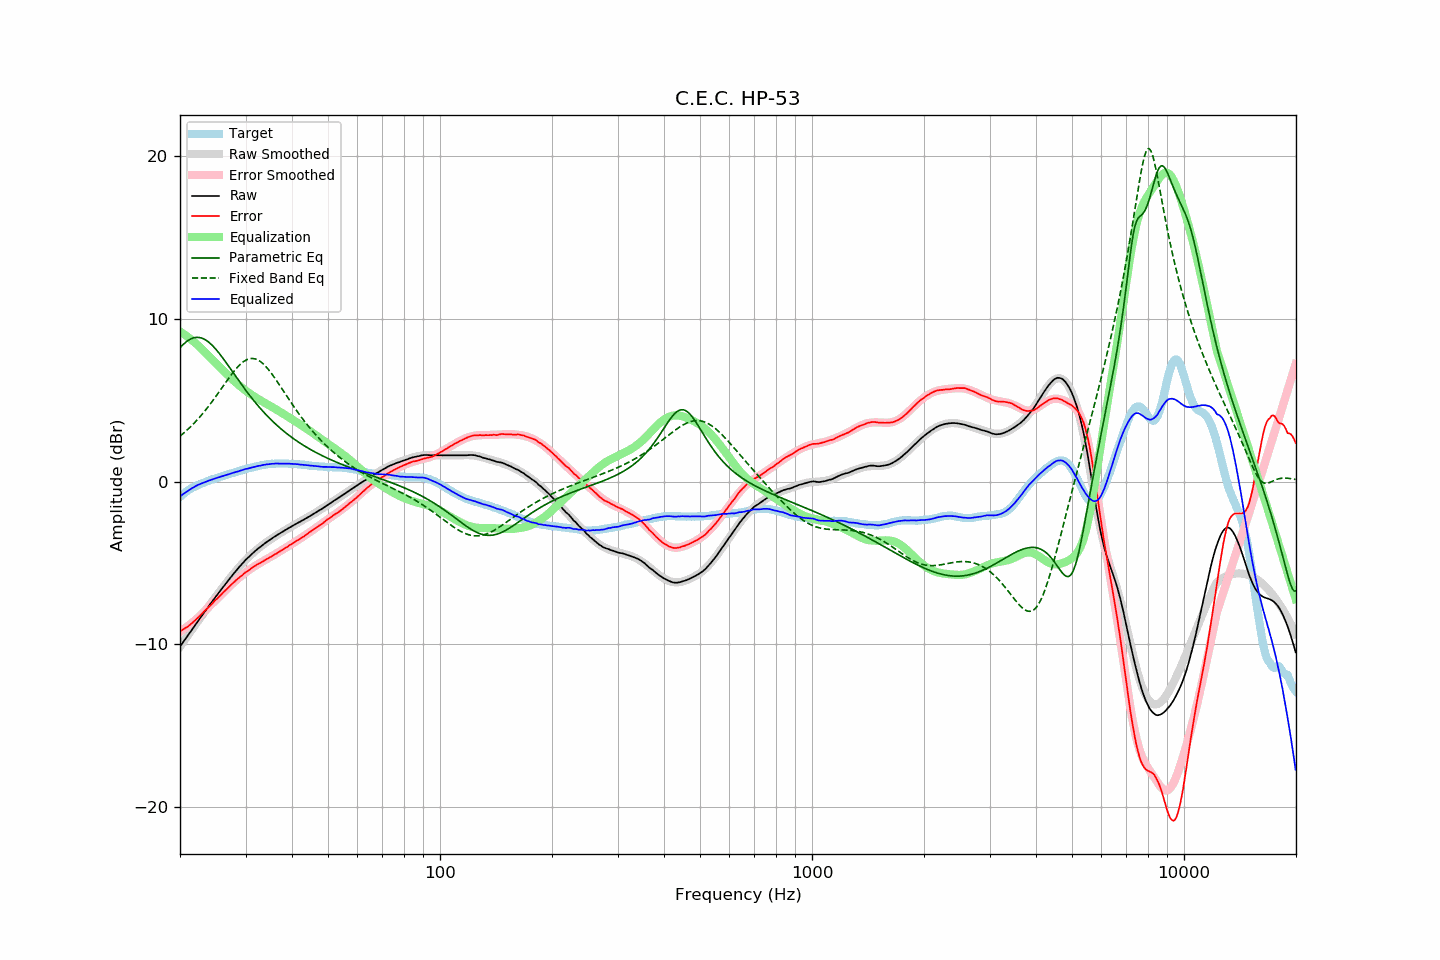 C.E.C. HP-53
Target
Raw Smoothed
Error Smoothed
Raw
Error
Equalization
Parametric Eq
Fixed Band Eq
Equalized
20
10
0
−10
−20
Amplitude (dBr)
100
1000
10000
Frequency (Hz)